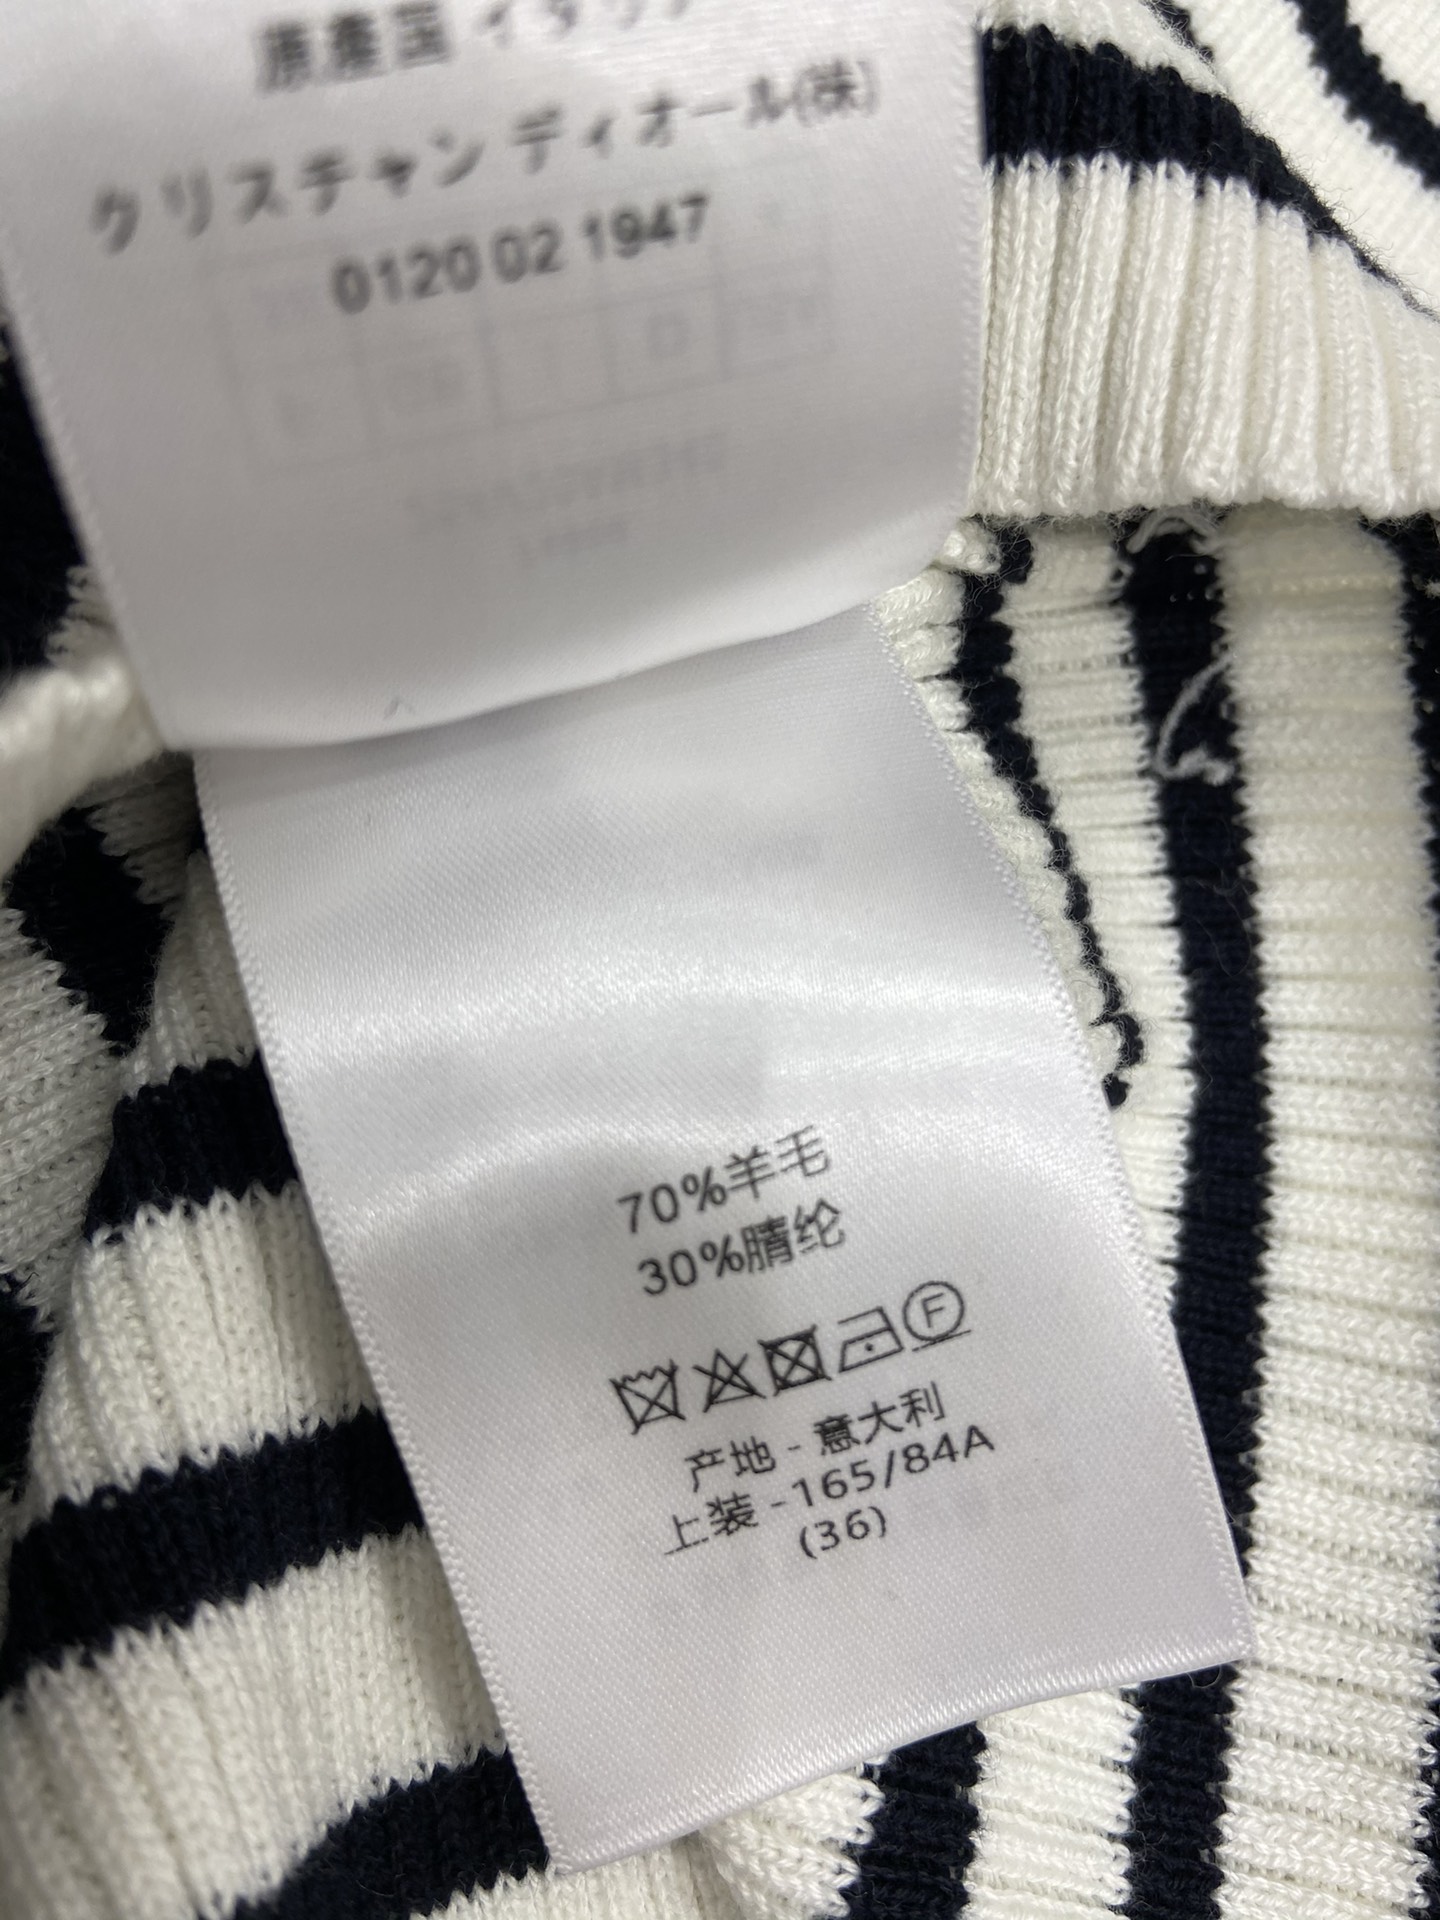 原産国 イタリア
クリスチャン ディオール(株)
0120 02 1947
70%羊毛
30%腈纶
F
产地 - 意大利
上装 -165/84A
(36)